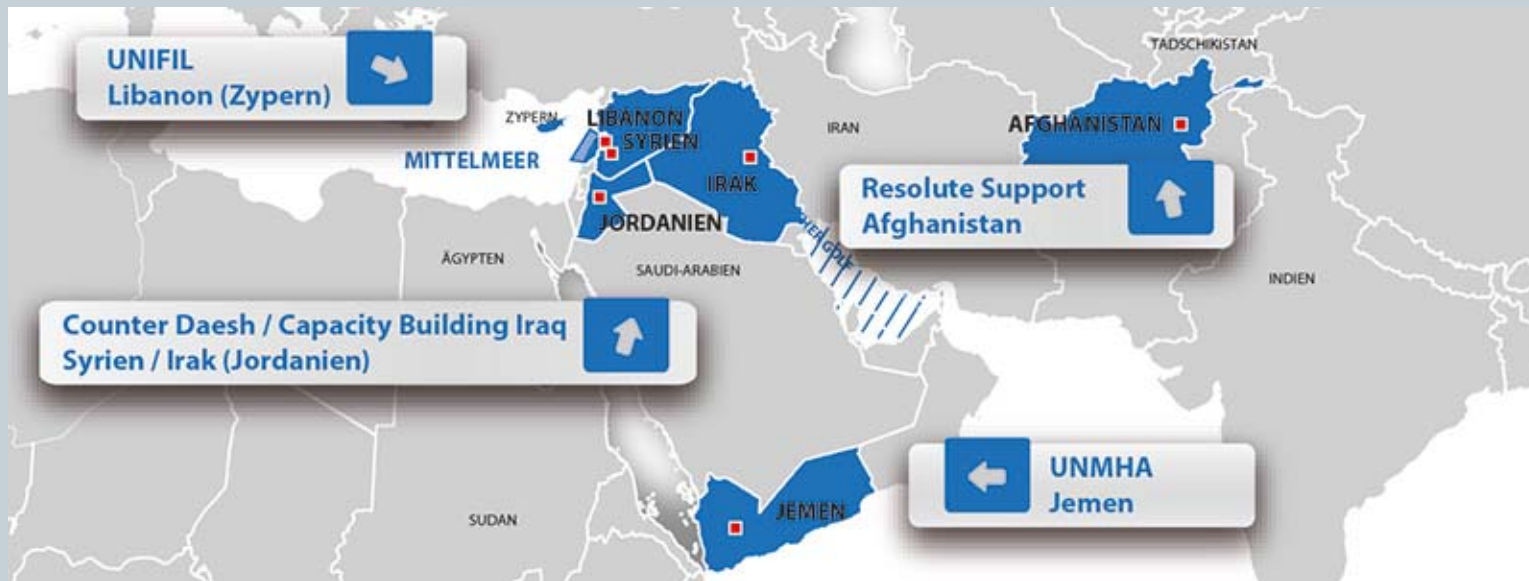 UNIFIL
Libanon (Zypern)
TADSCHIKISTAN
ZYPERN
LIBANON
SYRIEN
IRAN
AFGHANISTAN
MITTELMEER
IRAK
Resolute Support
Afghanistan
JORDANIEN
ÄGYPTEN
SAUDI-ARABIEN
GOLF
INDIEN
Counter Daesh / Capacity Building Iraq
Syrien / Irak (Jordanien)
UNMHA
Jemen
JEMEN
SUDAN